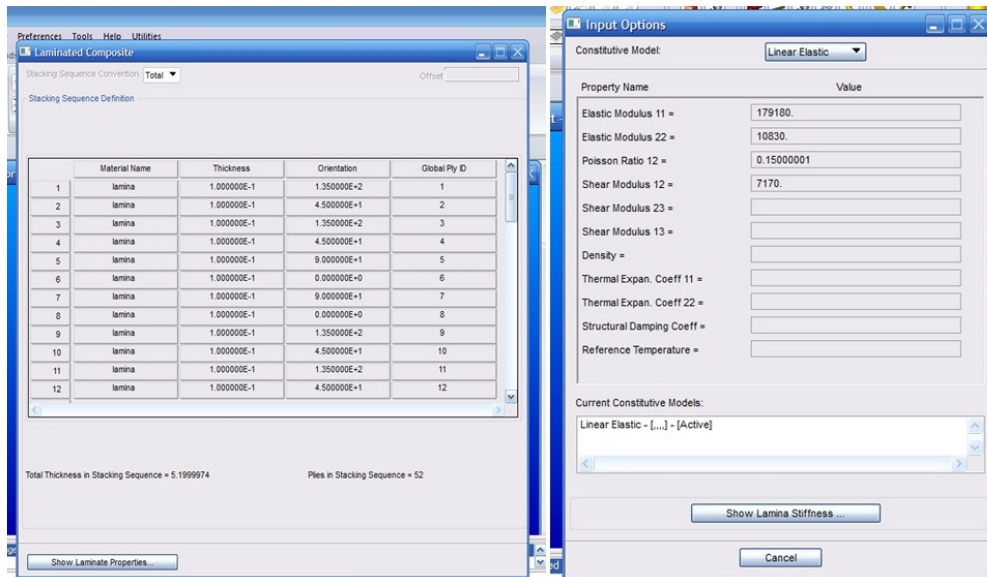 Preferences Tools Help Utilities
Laminated Composite
Stacking Sequence Convention Total
Offset
Stacking Sequence Definition
Material Name Thickness Orientation Global Ply ID
1 lamina 1.000000E-1 1.350000E+2 1
2 lamina 1.000000E-1 4.500000E+1 2
3 lamina 1.000000E-1 1.350000E+2 3
4 lamina 1.000000E-1 4.500000E+1 4
5 lamina 1.000000E-1 9.000000E+1 5
6 lamina 1.000000E-1 0.000000E+0 6
7 lamina 1.000000E-1 9.000000E+1 7
8 lamina 1.000000E-1 0.000000E+0 8
9 lamina 1.000000E-1 1.350000E+2 9
10 lamina 1.000000E-1 4.500000E+1 10
11 lamina 1.000000E-1 1.350000E+2 11
12 lamina 1.000000E-1 4.500000E+1 12
Total Thickness in Stacking Sequence = 5.1999974
Plies in Stacking Sequence = 52
Show Laminate Properties...
Input Options
Constitutive Model: Linear Elastic
Property Name Value
Elastic Modulus 11 = 179180.
Elastic Modulus 22 = 10830.
Poisson Ratio 12 = 0.15000001
Shear Modulus 12 = 7170.
Shear Modulus 23 =
Shear Modulus 13 =
Density =
Thermal Expan. Coeff 11 =
Thermal Expan. Coeff 22 =
Structural Damping Coeff =
Reference Temperature =
Current Constitutive Models:
Linear Elastic - [,,,,] - [Active]
Show Lamina Stiffness ...
Cancel